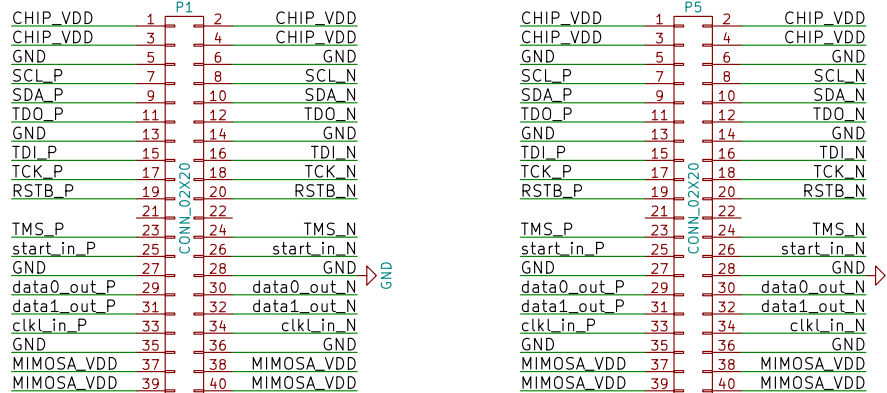 P1 P5
CHIP_VDD 1 2 CHIP_VDD CHIP_VDD 1 2 CHIP_VDD
CHIP_VDD 3 4 CHIP_VDD CHIP_VDD 3 4 CHIP_VDD
GND 5 6 GND GND 5 6 GND
SCL_P 7 8 SCL_N SCL_P 7 8 SCL_N
SDA_P 9 10 SDA_N SDA_P 9 10 SDA_N
TDO_P 11 12 TDO_N TDO_P 11 12 TDO_N
GND 13 14 GND GND 13 14 GND
TDI_P 15 16 TDI_N TDI_P 15 16 TDI_N
TCK_P 17 18 TCK_N TCK_P 17 18 TCK_N
RSTB_P 19 20 RSTB_N RSTB_P 19 20 RSTB_N
21 22 21 22
TMS_P 23 24 TMS_N TMS_P 23 24 TMS_N
start_in_P 25 26 start_in_N start_in_P 25 26 start_in_N
GND 27 28 GND GND 27 28 GND
data0_out_P 29 30 data0_out_N data0_out_P 29 30 data0_out_N
data1_out_P 31 32 data1_out_N data1_out_P 31 32 data1_out_N
clkl_in_P 33 34 clkl_in_N clkl_in_P 33 34 clkl_in_N
GND 35 36 GND GND 35 36 GND
MIMOSA_VDD 37 38 MIMOSA_VDD MIMOSA_VDD 37 38 MIMOSA_VDD
MIMOSA_VDD 39 40 MIMOSA_VDD MIMOSA_VDD 39 40 MIMOSA_VDD
CONN_02X20
GND
CONN_02X20